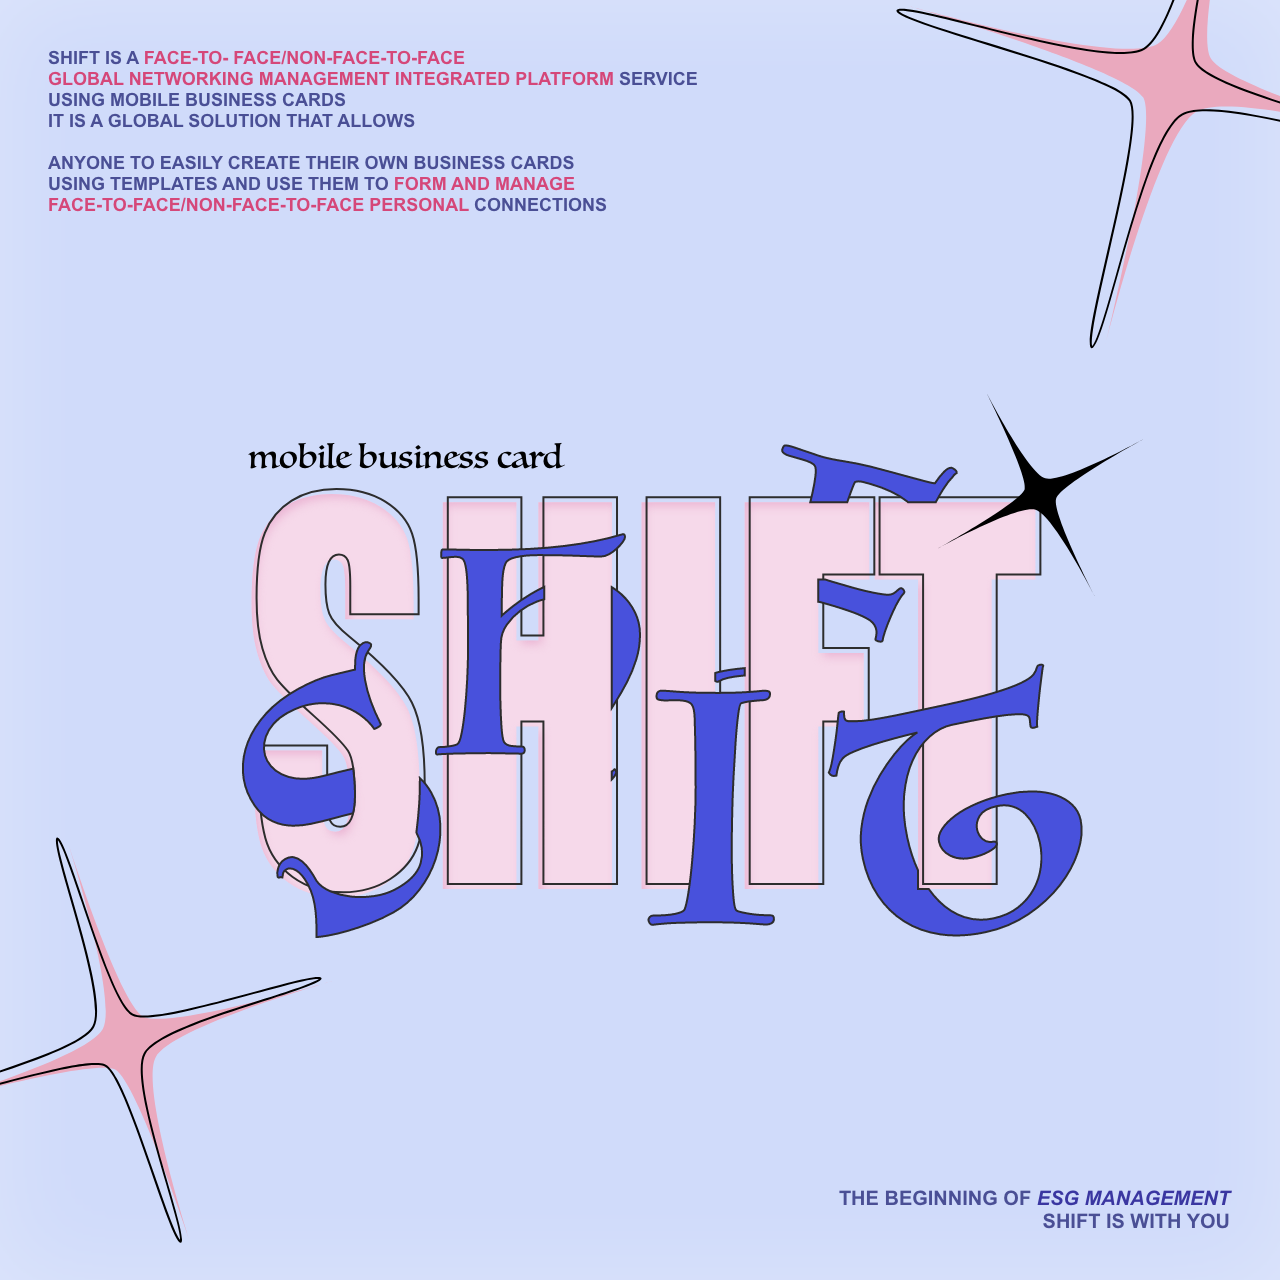 SHIFT IS A FACE-TO- FACE/NON-FACE-TO-FACE
GLOBAL NETWORKING MANAGEMENT INTEGRATED PLATFORM SERVICE
USING MOBILE BUSINESS CARDS
IT IS A GLOBAL SOLUTION THAT ALLOWS
ANYONE TO EASILY CREATE THEIR OWN BUSINESS CARDS
USING TEMPLATES AND USE THEM TO FORM AND MANAGE
FACE-TO-FACE/NON-FACE-TO-FACE PERSONAL CONNECTIONS
mobile business card
SHIFT
ShiFt
THE BEGINNING OF ESG MANAGEMENT
SHIFT IS WITH YOU